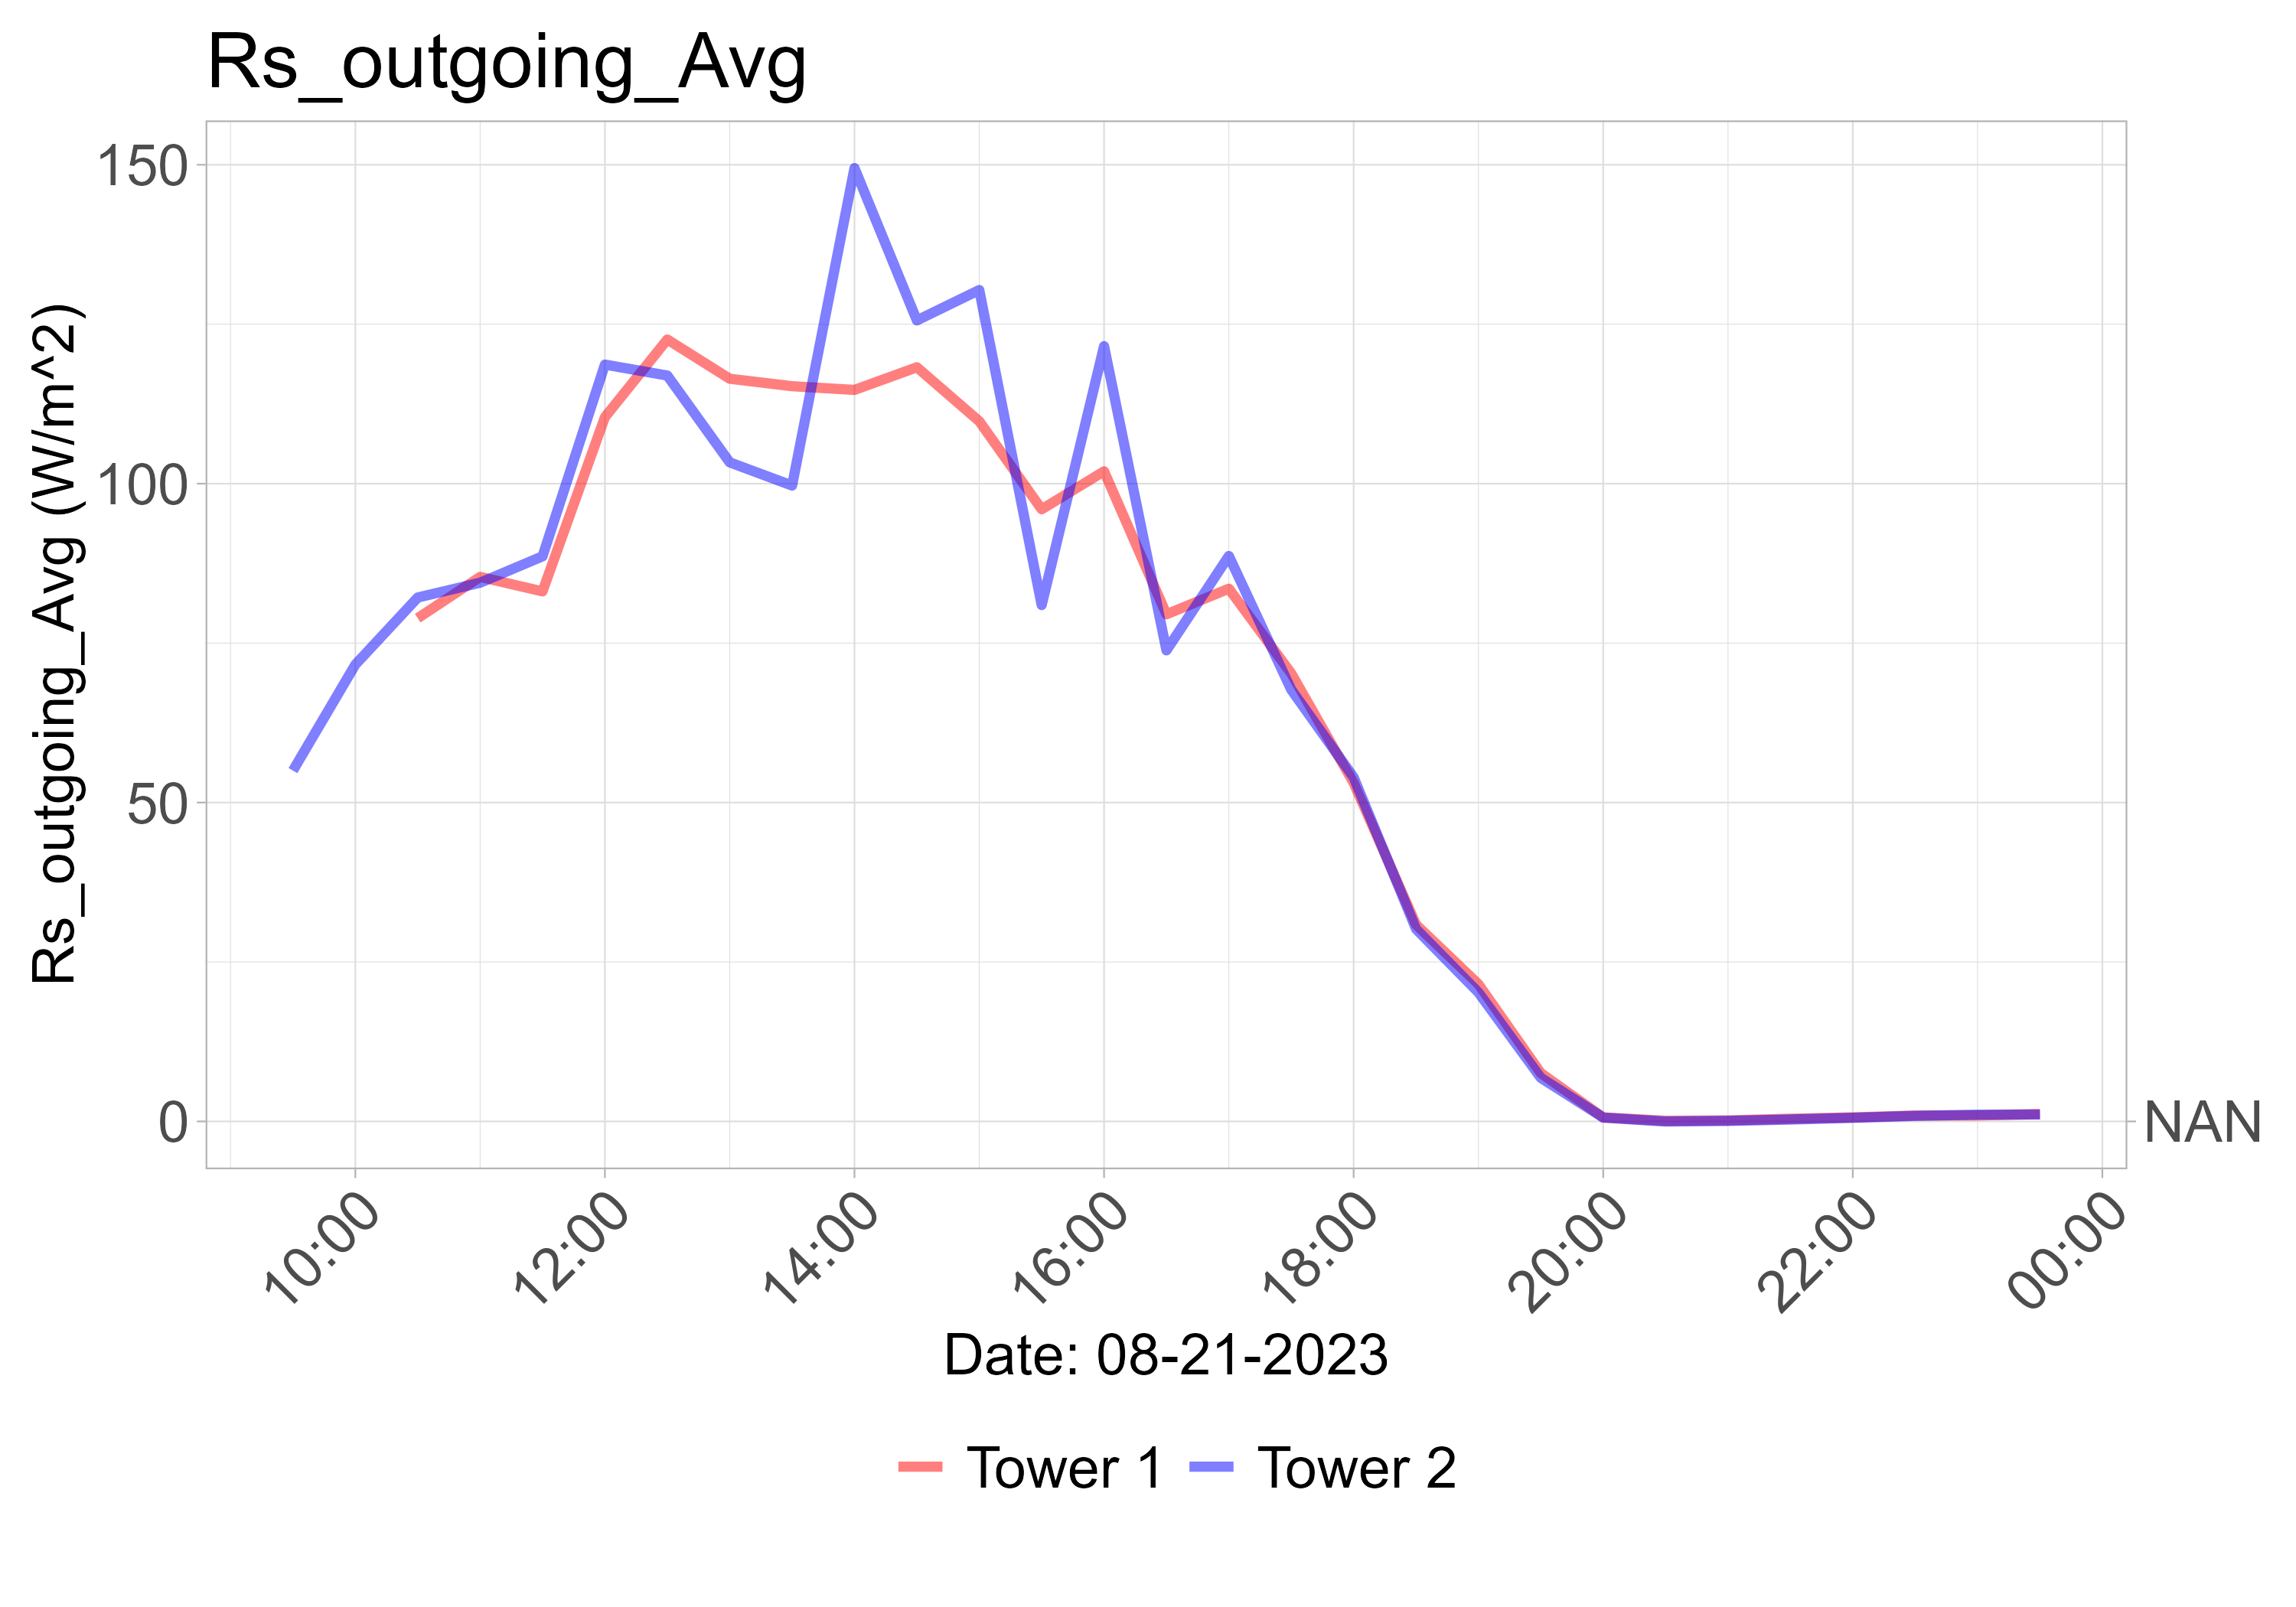 Rs_outgoing_Avg
Rs_outgoing_Avg (W/m^2)
150
100
50
0
NAN
10:00
12:00
14:00
16:00
18:00
20:00
22:00
00:00
Date: 08-21-2023
Tower 1
Tower 2